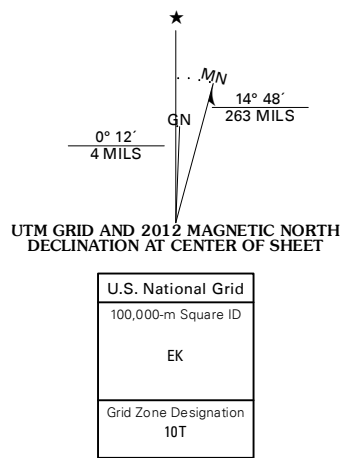 ★
MN
GN
14° 48´
263 MILS
0° 12´
4 MILS
UTM GRID AND 2012 MAGNETIC NORTH
DECLINATION AT CENTER OF SHEET
U.S. National Grid
100,000-m Square ID
EK
Grid Zone Designation
10T